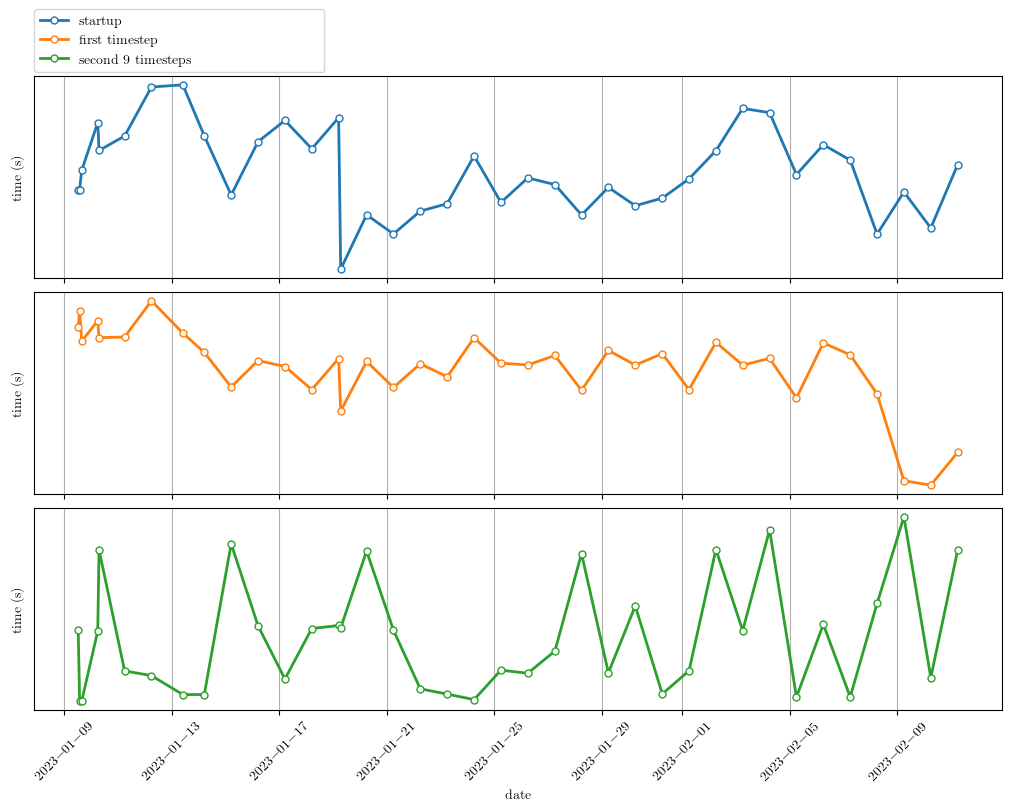 startup
first timestep
second 9 timesteps
time (s)
time (s)
time (s)
2023−01−09
2023−01−13
2023−01−17
2023−01−21
2023−01−25
2023−01−29
2023−02−01
2023−02−05
2023−02−09
date